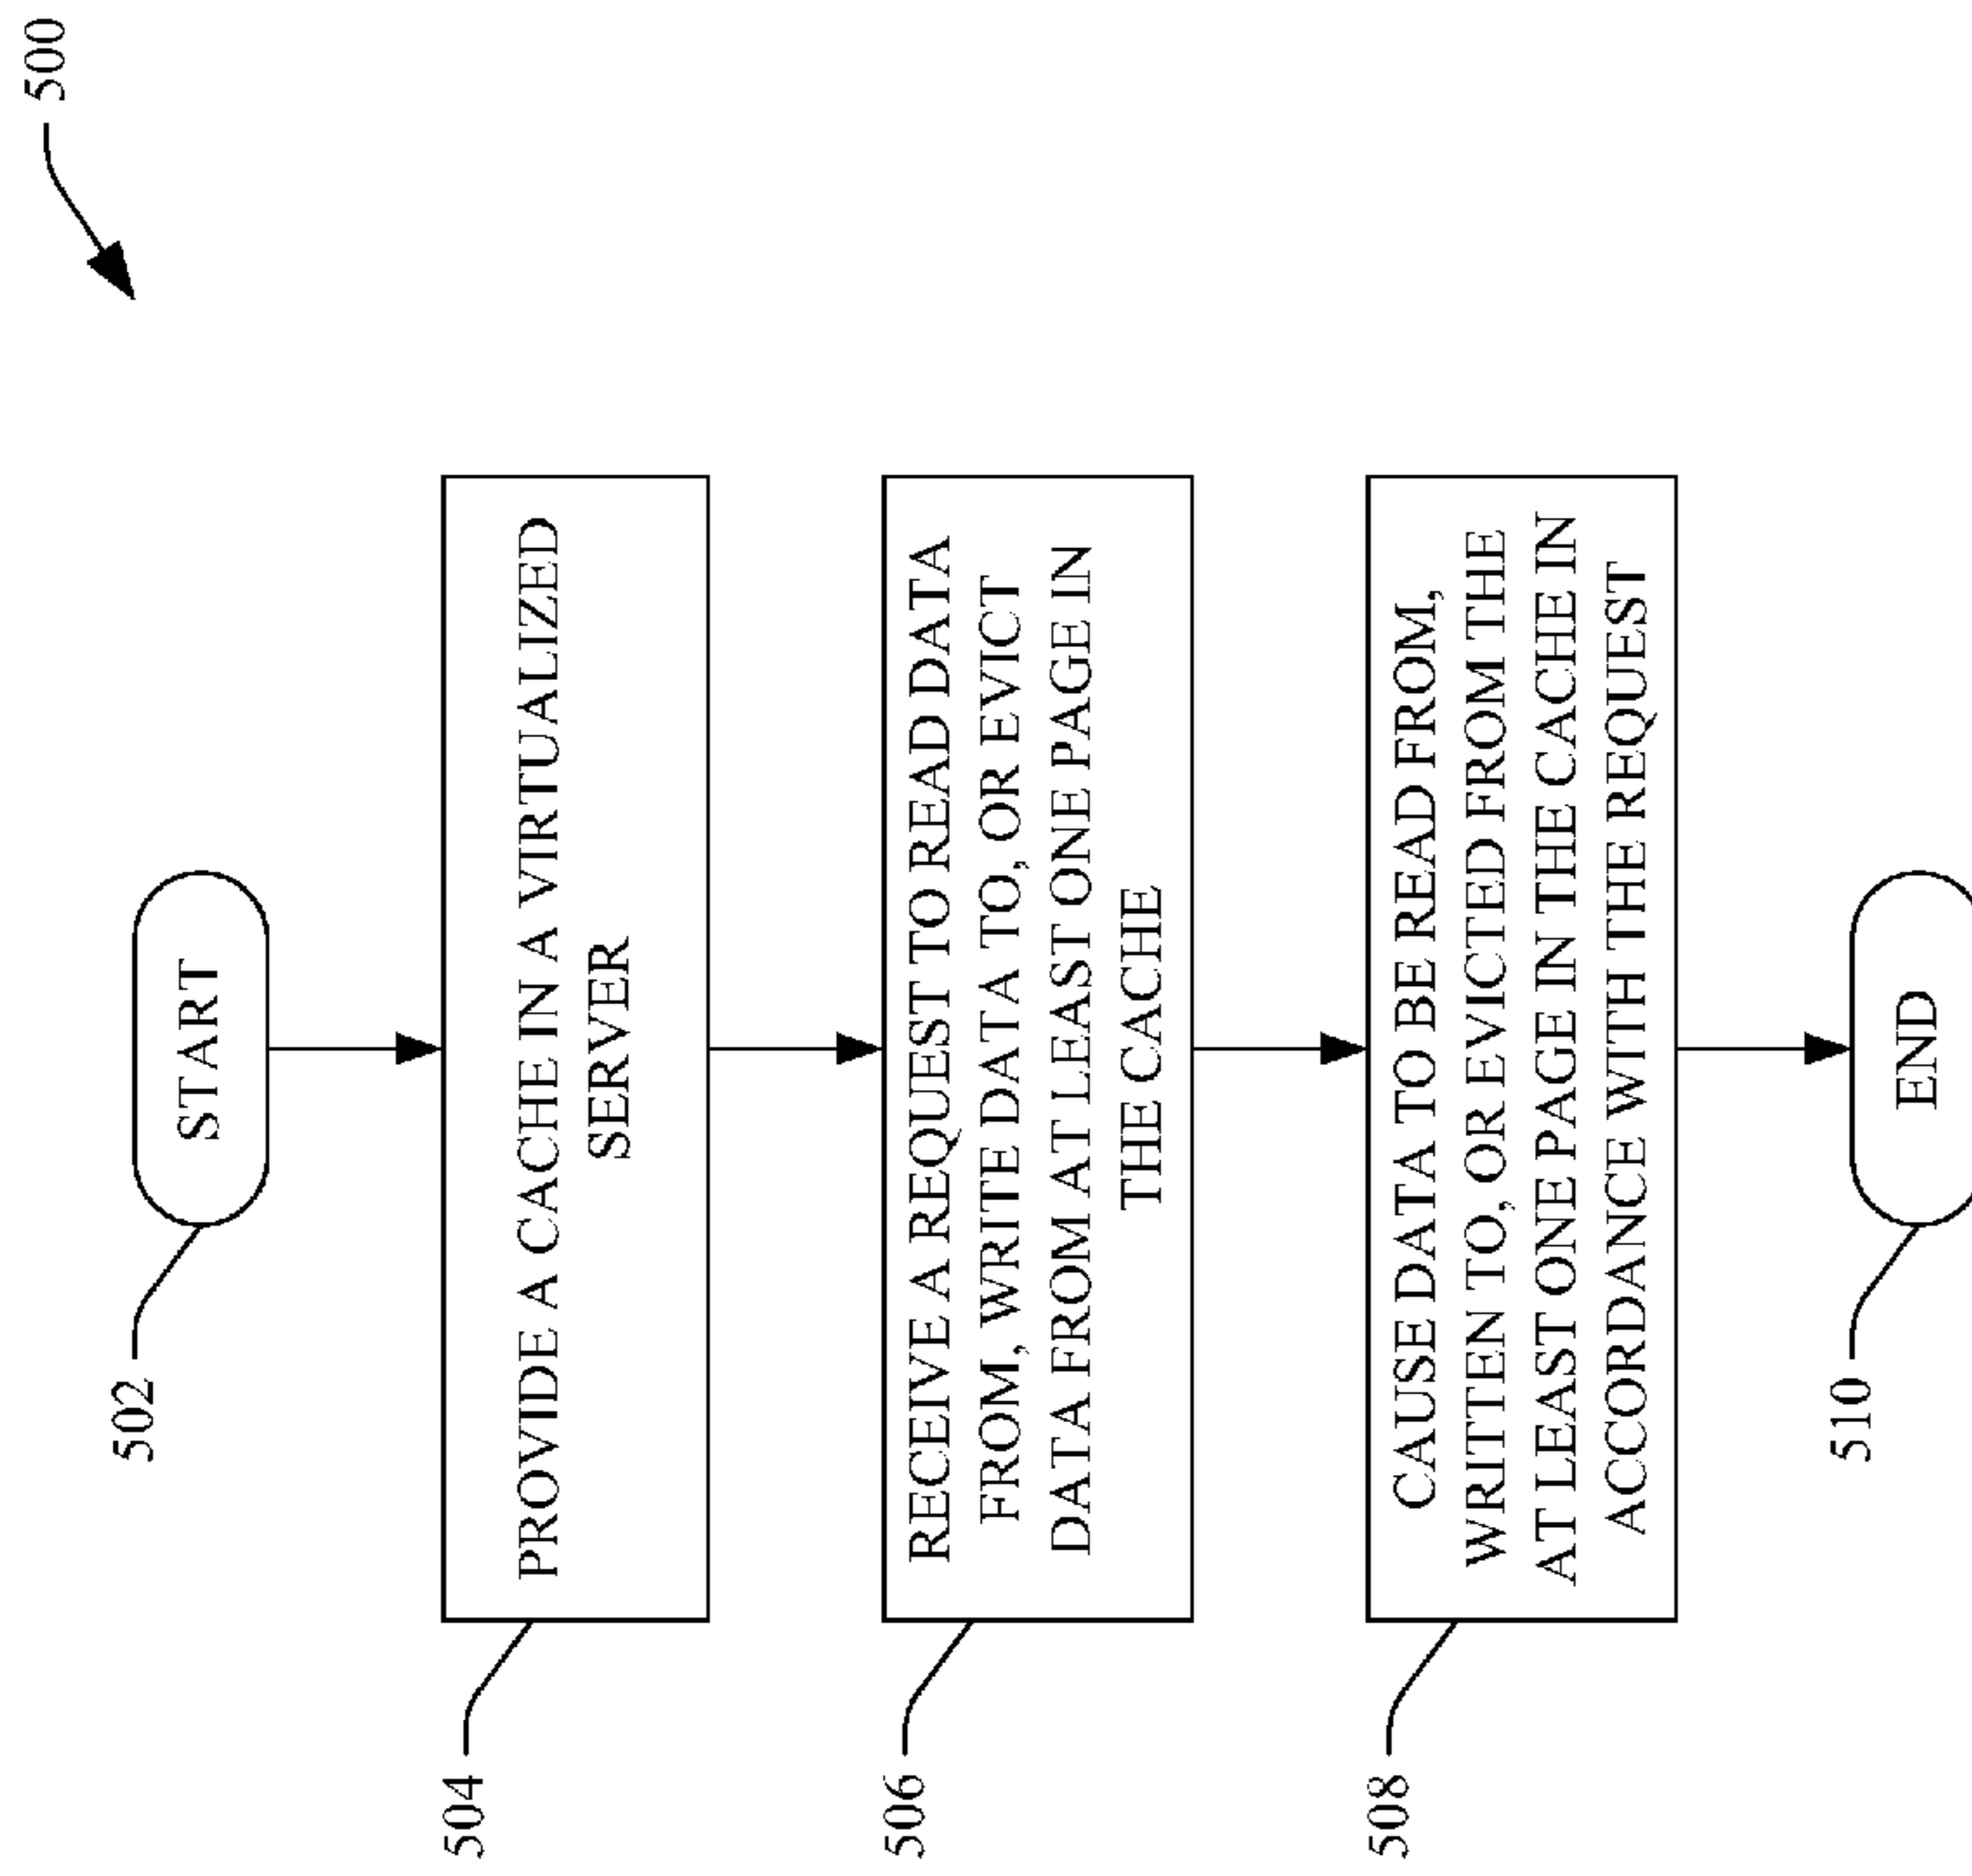 500
502
START
504
PROVIDE A CACHE IN A VIRTUALIZED
SERVER
506
RECEIVE A REQUEST TO READ DATA
FROM, WRITE DATA TO, OR EVICT
DATA FROM AT LEAST ONE PAGE IN
THE CACHE
508
CAUSE DATA TO BE READ FROM,
WRITTEN TO, OR EVICTED FROM THE
AT LEAST ONE PAGE IN THE CACHE IN
ACCORDANCE WITH THE REQUEST
510
END